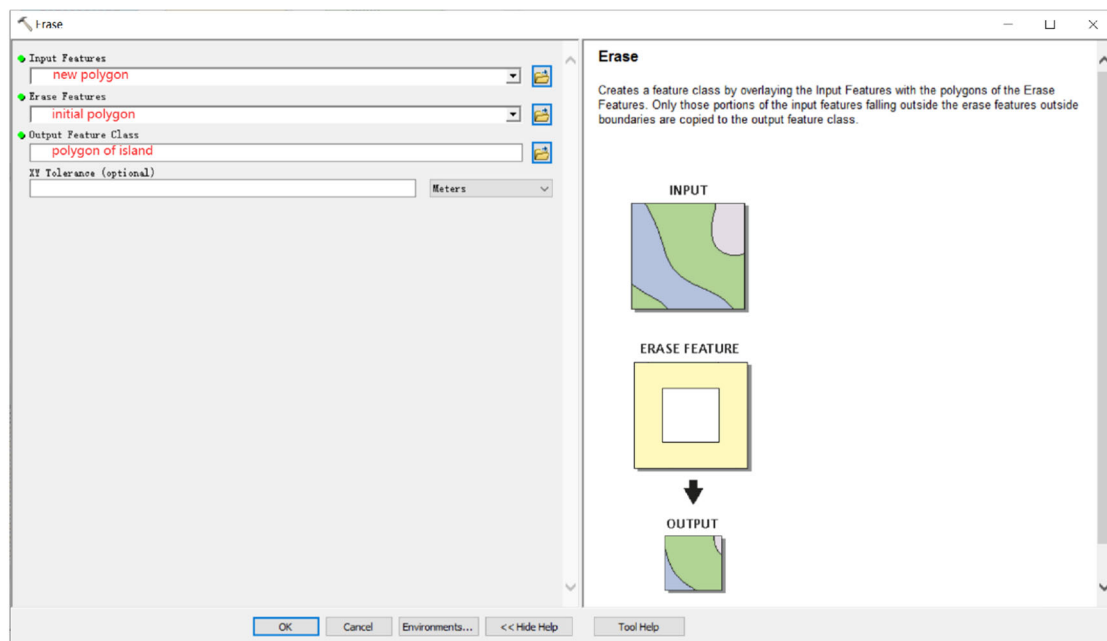 Erase
Input Features
new polygon
Erase Features
initial polygon
Output Feature Class
polygon of island
XY Tolerance (optional)
Meters
OK
Cancel
Environments...
<< Hide Help
Tool Help
Erase
Creates a feature class by overlaying the Input Features with the polygons of the Erase
Features. Only those portions of the input features falling outside the erase features outside
boundaries are copied to the output feature class.
INPUT
ERASE FEATURE
OUTPUT